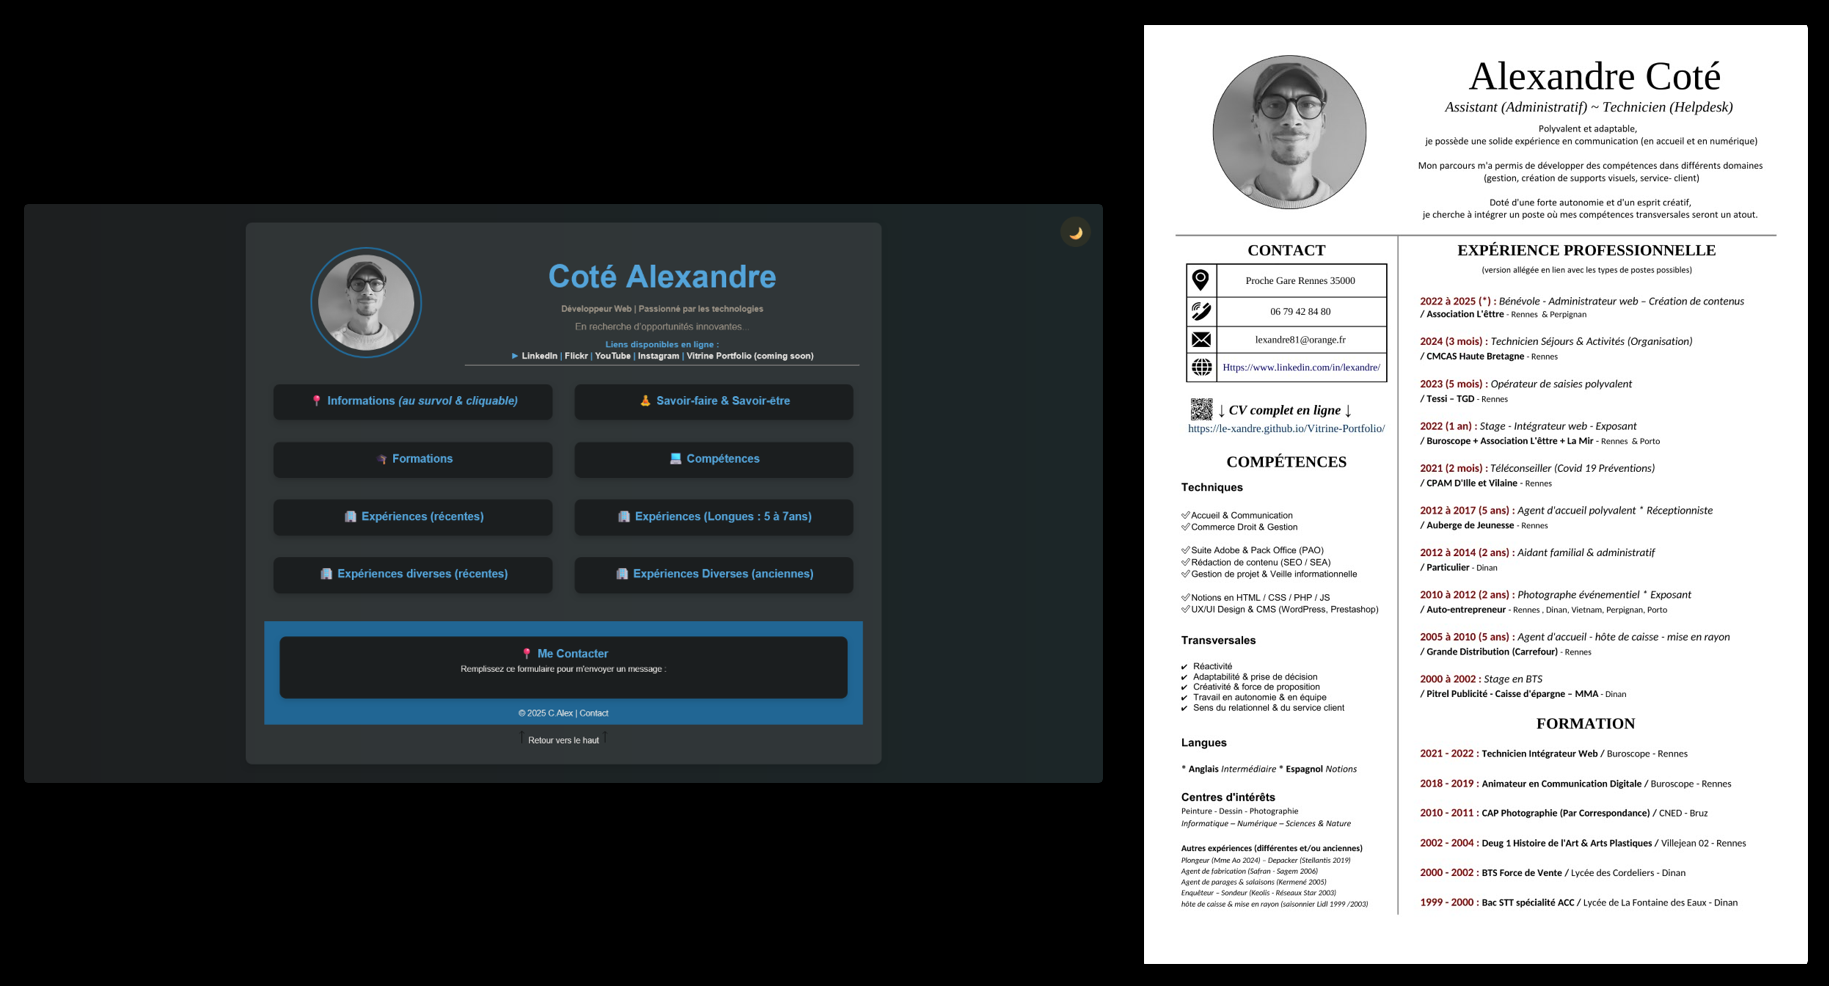 Coté Alexandre
Développeur Web | Passionné par les technologies
En recherche d'opportunités innovantes...
Liens disponibles en ligne :
► LinkedIn | Flickr | YouTube | Instagram | Vitrine Portfolio (coming soon)
Informations (au survol & cliquable)
Savoir-faire & Savoir-être
Formations
Compétences
Expériences (récentes)
Expériences (Longues : 5 à 7ans)
Expériences diverses (récentes)
Expériences Diverses (anciennes)
Me Contacter
Remplissez ce formulaire pour m'envoyer un message :
© 2025 C.Alex | Contact
↑ Retour vers le haut ↑
Alexandre Coté
Assistant (Administratif) ~ Technicien (Helpdesk)
Polyvalent et adaptable,
je possède une solide expérience en communication (en accueil et en numérique)
Mon parcours m'a permis de développer des compétences dans différents domaines
(gestion, création de supports visuels, service- client)
Doté d'une forte autonomie et d'un esprit créatif,
je cherche à intégrer un poste où mes compétences transversales seront un atout.
CONTACT
Proche Gare Rennes 35000
06 79 42 84 80
lexandre81@orange.fr
Https://www.linkedin.com/in/lexandre/
↓ CV complet en ligne ↓
https://le-xandre.github.io/Vitrine-Portfolio/
COMPÉTENCES
Techniques
Accueil & Communication
Commerce Droit & Gestion
Suite Adobe & Pack Office (PAO)
Rédaction de contenu (SEO / SEA)
Gestion de projet & Veille informationnelle
Notions en HTML / CSS / PHP / JS
UX/UI Design & CMS (WordPress, Prestashop)
Transversales
✔ Réactivité
✔ Adaptabilité & prise de décision
✔ Créativité & force de proposition
✔ Travail en autonomie & en équipe
✔ Sens du relationnel & du service client
Langues
* Anglais Intermédiaire * Espagnol Notions
Centres d'intérêts
Peinture - Dessin - Photographie
Informatique – Numérique – Sciences & Nature
Autres expériences (différentes et/ou anciennes)
Plongeur (Mme Ao 2024) – Depacker (Stellantis 2019)
Agent de fabrication (Safran - Sagem 2006)
Agent de parages & salaisons (Kermené 2005)
Enquêteur – Sondeur (Keolis - Réseaux Star 2003)
hôte de caisse & mise en rayon (saisonnier Lidl 1999 /2003)
EXPÉRIENCE PROFESSIONNELLE
(version allégée en lien avec les types de postes possibles)
2022 à 2025 (*) : Bénévole - Administrateur web – Création de contenus
/ Association L'êttre - Rennes & Perpignan
2024 (3 mois) : Technicien Séjours & Activités (Organisation)
/ CMCAS Haute Bretagne - Rennes
2023 (5 mois) : Opérateur de saisies polyvalent
/ Tessi – TGD - Rennes
2022 (1 an) : Stage - Intégrateur web - Exposant
/ Buroscope + Association L'êttre + La Mir - Rennes & Porto
2021 (2 mois) : Téléconseiller (Covid 19 Préventions)
/ CPAM D'Ille et Vilaine - Rennes
2012 à 2017 (5 ans) : Agent d'accueil polyvalent * Réceptionniste
/ Auberge de Jeunesse - Rennes
2012 à 2014 (2 ans) : Aidant familial & administratif
/ Particulier - Dinan
2010 à 2012 (2 ans) : Photographe événementiel * Exposant
/ Auto-entrepreneur - Rennes , Dinan, Vietnam, Perpignan, Porto
2005 à 2010 (5 ans) : Agent d'accueil - hôte de caisse - mise en rayon
/ Grande Distribution (Carrefour) - Rennes
2000 à 2002 : Stage en BTS
/ Pitrel Publicité - Caisse d'épargne – MMA - Dinan
FORMATION
2021 - 2022 : Technicien Intégrateur Web / Buroscope - Rennes
2018 - 2019 : Animateur en Communication Digitale / Buroscope - Rennes
2010 - 2011 : CAP Photographie (Par Correspondance) / CNED - Bruz
2002 - 2004 : Deug 1 Histoire de l'Art & Arts Plastiques / Villejean 02 - Rennes
2000 - 2002 : BTS Force de Vente / Lycée des Cordeliers - Dinan
1999 - 2000 : Bac STT spécialité ACC / Lycée de La Fontaine des Eaux - Dinan